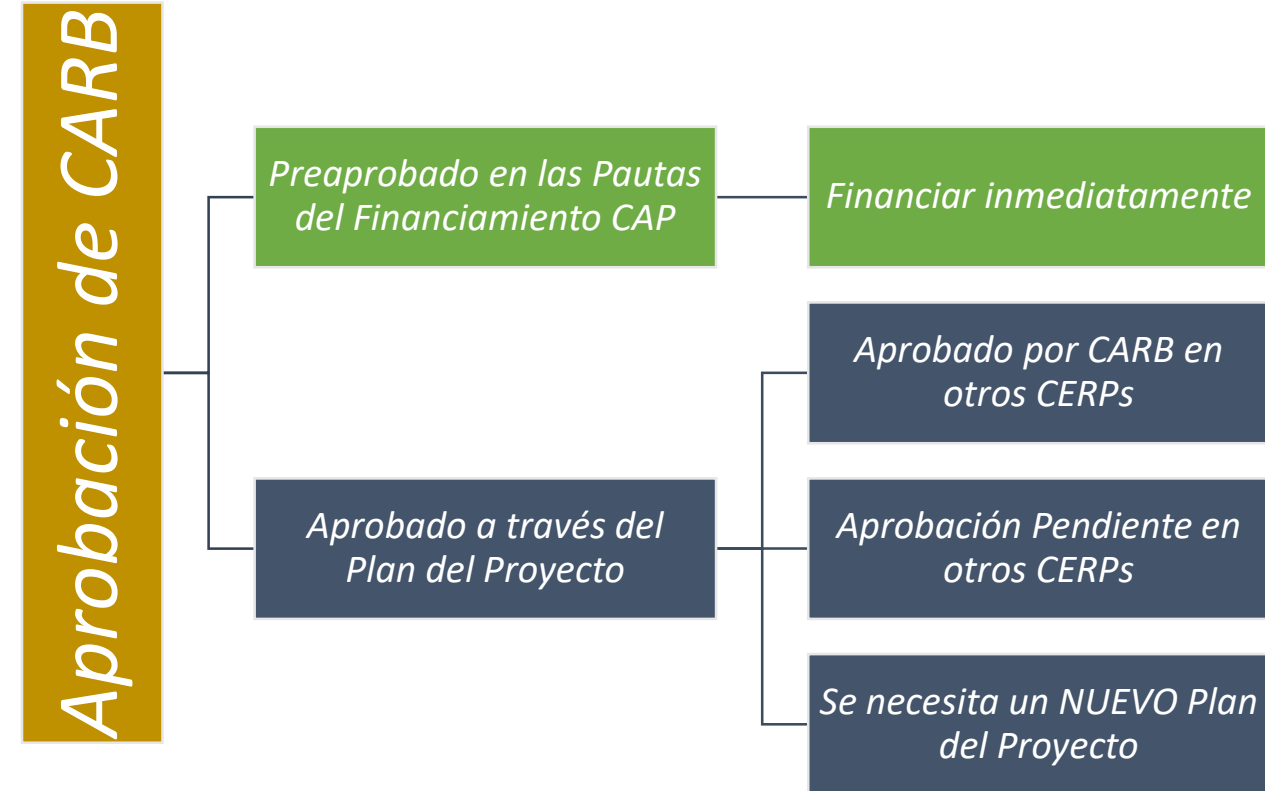 Aprobación de CARB
Preaprobado en las Pautas
del Financiamiento CAP
Financiar inmediatamente
Aprobado a través del
Plan del Proyecto
Aprobado por CARB en
otros CERPs
Aprobación Pendiente en
otros CERPs
Se necesita un NUEVO Plan
del Proyecto